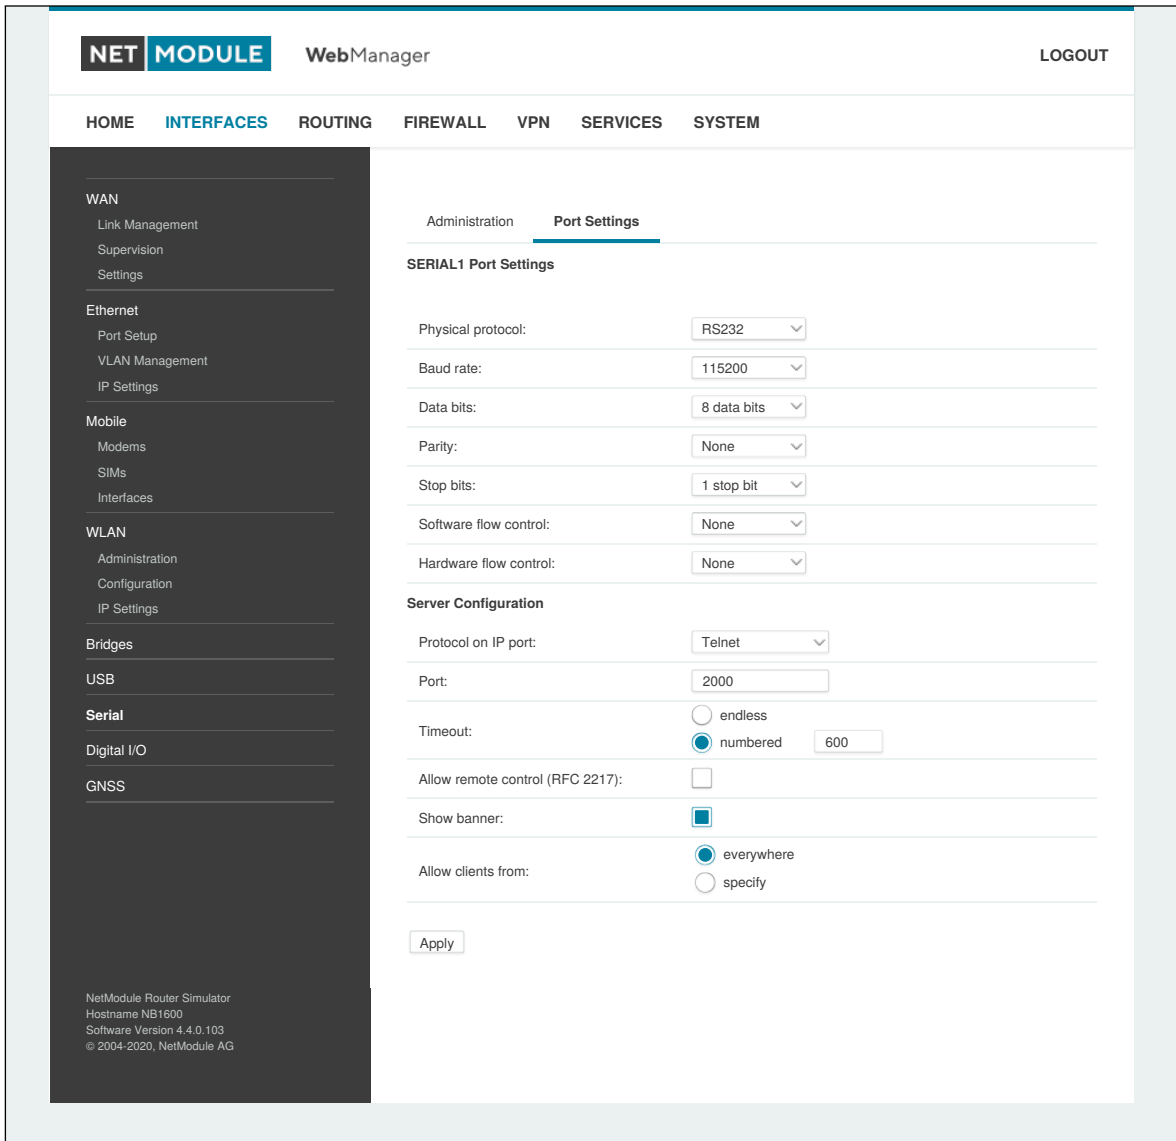 NET MODULE WebManager LOGOUT
HOME INTERFACES ROUTING FIREWALL VPN SERVICES SYSTEM
WAN
Link Management
Supervision
Settings
Ethernet
Port Setup
VLAN Management
IP Settings
Mobile
Modems
SIMs
Interfaces
WLAN
Administration
Configuration
IP Settings
Bridges
USB
Serial
Digital I/O
GNSS
NetModule Router Simulator
Hostname NB1600
Software Version 4.4.0.103
© 2004-2020, NetModule AG
Administration Port Settings
SERIAL1 Port Settings
Physical protocol: RS232
Baud rate: 115200
Data bits: 8 data bits
Parity: None
Stop bits: 1 stop bit
Software flow control: None
Hardware flow control: None
Server Configuration
Protocol on IP port: Telnet
Port: 2000
Timeout:
endless
numbered 600
Allow remote control (RFC 2217):
Show banner:
Allow clients from:
everywhere
specify
Apply